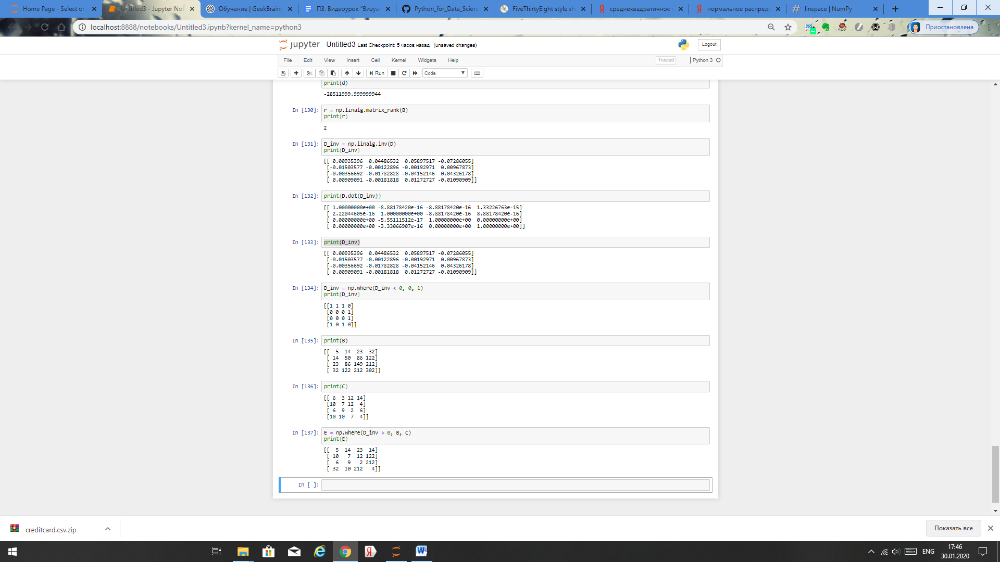 Home Page - Select or
Untitled3 - Jupyter Not
Обучение | GeekBrains
ПЗ. Видеоурок "Визуа
Python_for_Data_Scienc
FiveThirtyEight style sh
среднеквадратичное
нормальное распреде
linspace | NumPy
localhost:8888/notebooks/Untitled3.ipynb?kernel_name=python3
365
Приостановлена
jupyter Untitled3 Last Checkpoint: 5 часов назад (unsaved changes)
Logout
File Edit View Insert Cell Kernel Widgets Help
Trusted
Python 3
Run
Code
print(d)
-28511999.999999944
In [130]: r = np.linalg.matrix_rank(B)
print(r)
2
In [131]: D_inv = np.linalg.inv(D)
print(D_inv)
[[ 0.00935396  0.04486532  0.05897517 -0.07286055]
[-0.01503577 -0.00122896 -0.00192971  0.00967873]
[-0.00356692 -0.01782828 -0.04152146  0.04326178]
[ 0.00909091 -0.00181818  0.01272727 -0.01090909]]
In [132]: print(D.dot(D_inv))
[[ 1.00000000e+00 -8.88178420e-16 -8.88178420e-16  1.33226763e-15]
[ 2.22044605e-16  1.00000000e+00 -8.88178420e-16  8.88178420e-16]
[ 0.00000000e+00 -5.55111512e-17  1.00000000e+00  0.00000000e+00]
[ 0.00000000e+00 -3.33066907e-16  0.00000000e+00  1.00000000e+00]]
In [133]: print(D_inv)
[[ 0.00935396  0.04486532  0.05897517 -0.07286055]
[-0.01503577 -0.00122896 -0.00192971  0.00967873]
[-0.00356692 -0.01782828 -0.04152146  0.04326178]
[ 0.00909091 -0.00181818  0.01272727 -0.01090909]]
In [134]: D_inv = np.where(D_inv < 0, 0, 1)
print(D_inv)
[[1 1 1 0]
[0 0 0 1]
[0 0 0 1]
[1 0 1 0]]
In [135]: print(B)
[[  5  14  23  32]
[ 14  50  86 122]
[ 23  86 149 212]
[ 32 122 212 302]]
In [136]: print(C)
[[ 6  3 12 14]
[10  7 12  4]
[ 6  9  2  6]
[10 10  7  4]]
In [137]: E = np.where(D_inv > 0, B, C)
print(E)
[[  5  14  23  14]
[ 10   7  12 122]
[  6   9   2 212]
[ 32  10 212   4]]
In [ ]:
creditcard.csv.zip
Показать все
ENG
17:46
30.01.2020